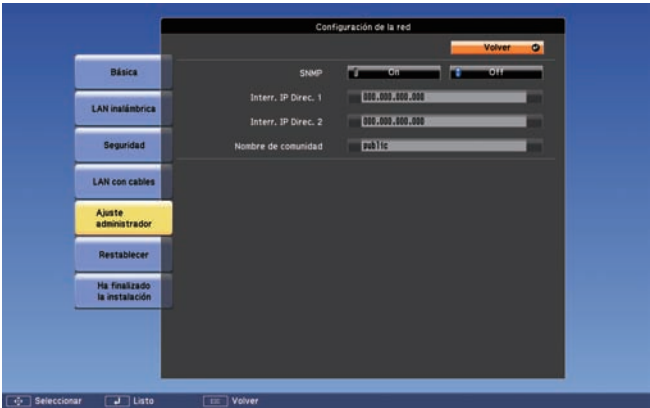 Configuración de la red
Volver
Básica
SNMP On Off
LAN inalámbrica
Interr. IP Direc. 1 000.000.000.000
Interr. IP Direc. 2 000.000.000.000
Seguridad
Nombre de comunidad public
LAN con cables
Ajuste
administrador
Restablecer
Ha finalizado
la instalación
Seleccionar Listo Volver